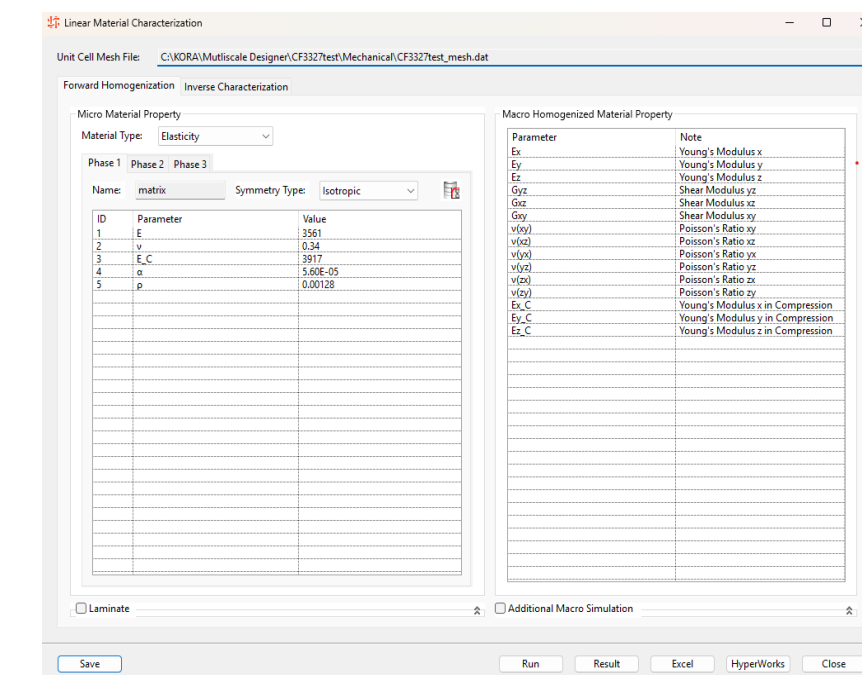 Linear Material Characterization
Unit Cell Mesh File: C:\KORA\Mutliscale Designer\CF3327test\Mechanical\CF3327test_mesh.dat
Forward Homogenization Inverse Characterization
Micro Material Property
Material Type: Elasticity
Phase 1 Phase 2 Phase 3
Name: matrix Symmetry Type: Isotropic
ID Parameter Value
1 E 3561
2 ν 0.34
3 E_C 3917
4 α 5.60E-05
5 ρ 0.00128
Macro Homogenized Material Property
Parameter Note
Ex Young's Modulus x
Ey Young's Modulus y
Ez Young's Modulus z
Gyz Shear Modulus yz
Gxz Shear Modulus xz
Gxy Shear Modulus xy
ν(xy) Poisson's Ratio xy
ν(xz) Poisson's Ratio xz
ν(yx) Poisson's Ratio yx
ν(yz) Poisson's Ratio yz
ν(zx) Poisson's Ratio zx
ν(zy) Poisson's Ratio zy
Ex_C Young's Modulus x in Compression
Ey_C Young's Modulus y in Compression
Ez_C Young's Modulus z in Compression
Laminate
Additional Macro Simulation
Save Run Result Excel HyperWorks Close